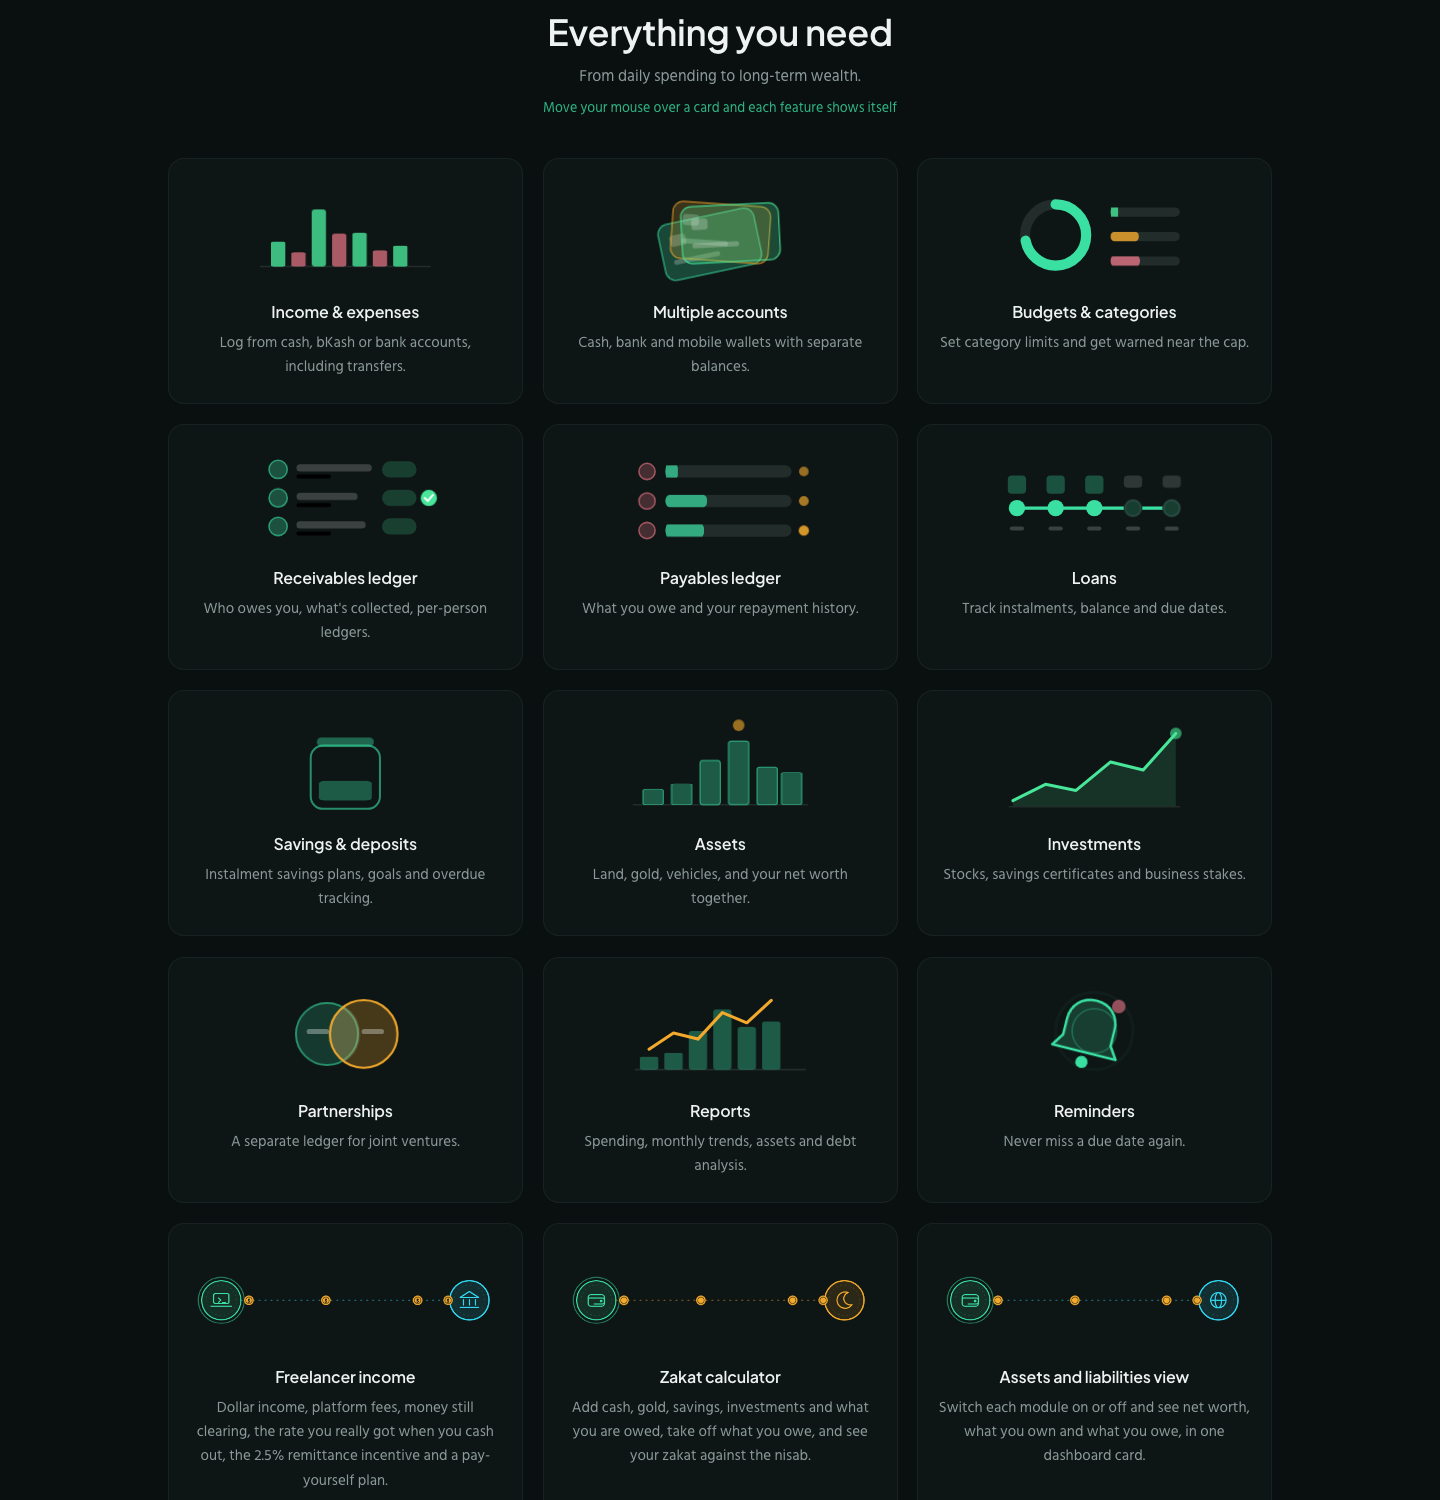 Everything you need
From daily spending to long-term wealth.
Move your mouse over a card and each feature shows itself
Income & expenses
Log from cash, bKash or bank accounts,
including transfers.
Multiple accounts
Cash, bank and mobile wallets with separate
balances.
Budgets & categories
Set category limits and get warned near the cap.
Receivables ledger
Who owes you, what's collected, per-person
ledgers.
Payables ledger
What you owe and your repayment history.
Loans
Track instalments, balance and due dates.
Savings & deposits
Instalment savings plans, goals and overdue
tracking.
Assets
Land, gold, vehicles, and your net worth
together.
Investments
Stocks, savings certificates and business stakes.
Partnerships
A separate ledger for joint ventures.
Reports
Spending, monthly trends, assets and debt
analysis.
Reminders
Never miss a due date again.
Freelancer income
Dollar income, platform fees, money still
clearing, the rate you really got when you cash
out, the 2.5% remittance incentive and a pay-
yourself plan.
Zakat calculator
Add cash, gold, savings, investments and what
you are owed, take off what you owe, and see
your zakat against the nisab.
Assets and liabilities view
Switch each module on or off and see net worth,
what you own and what you owe, in one
dashboard card.